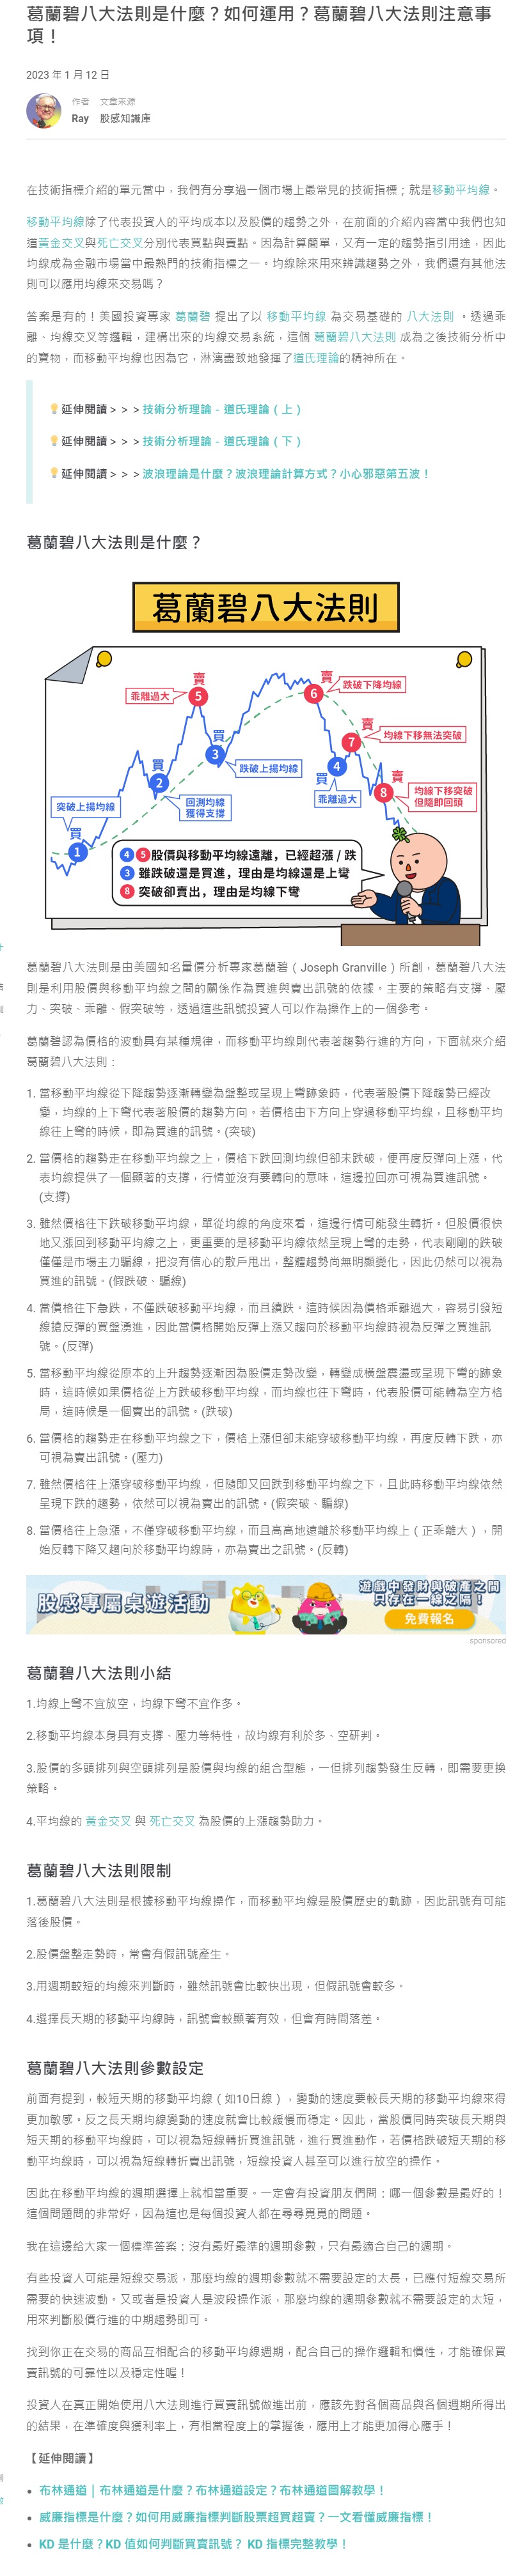 葛蘭碧八大法則是什麼？如何運用？葛蘭碧八大法則注意事
項！
2023 年 1 月 12 日
作者 文章來源
Ray 股感知識庫
在技術指標介紹的單元當中，我們有分享過一個市場上最常見的技術指標；就是移動平均線。
移動平均線除了代表投資人的平均成本以及股價的趨勢之外，在前面的介紹內容當中我們也知
道黃金交叉與死亡交叉分別代表買點與賣點。因為計算簡單，又有一定的趨勢指引用途，因此
均線成為金融市場當中最熱門的技術指標之一。均線除來用來辨識趨勢之外，我們還有其他法
則可以應用均線來交易嗎？
答案是有的！美國投資專家 葛蘭碧 提出了以 移動平均線 為交易基礎的 八大法則 。透過乖
離、均線交叉等邏輯，建構出來的均線交易系統，這個 葛蘭碧八大法則 成為之後技術分析中
的寶物，而移動平均線也因為它，淋漓盡致地發揮了道氏理論的精神所在。
延伸閱讀＞＞＞技術分析理論 - 道氏理論（上）
延伸閱讀＞＞＞技術分析理論 - 道氏理論（下）
延伸閱讀＞＞＞波浪理論是什麼？波浪理論計算方式？小心邪惡第五波！
葛蘭碧八大法則是什麼？
葛蘭碧八大法則
賣
乖離過大
5
賣
6
跌破下降均線
賣
7
均線下移無法突破
買
3
跌破上揚均線
買
2
回測均線
獲得支撐
4
買
乖離過大
賣
8
均線下移突破
但隨即回頭
突破上揚均線
買
1
4 5 股價與移動平均線遠離，已經超漲 / 跌
3 雖跌破還是買進，理由是均線還是上彎
8 突破卻賣出，理由是均線下彎
葛蘭碧八大法則是由美國知名量價分析專家葛蘭碧（Joseph Granville）所創，葛蘭碧八大法
則是利用股價與移動平均線之間的關係作為買進與賣出訊號的依據。主要的策略有支撐、壓
力、突破、乖離、假突破等，透過這些訊號投資人可以作為操作上的一個參考。
葛蘭碧認為價格的波動具有某種規律，而移動平均線則代表著趨勢行進的方向，下面就來介紹
葛蘭碧八大法則：
1. 當移動平均線從下降趨勢逐漸轉變為盤整或呈現上彎跡象時，代表著股價下降趨勢已經改
變，均線的上下彎代表著股價的趨勢方向。若價格由下方向上穿過移動平均線，且移動平均
線往上彎的時候，即為買進的訊號。(突破)
2. 當價格的趨勢走在移動平均線之上，價格下跌回測均線但卻未跌破，便再度反彈向上漲，代
表均線提供了一個顯著的支撐，行情並沒有要轉向的意味，這邊拉回亦可視為買進訊號。
(支撐)
3. 雖然價格往下跌破移動平均線，單從均線的角度來看，這邊行情可能發生轉折。但股價很快
地又漲回到移動平均線之上，更重要的是移動平均線依然呈現上彎的走勢，代表剛剛的跌破
僅僅是市場主力騙線，把沒有信心的散戶甩出，整體趨勢尚無明顯變化，因此仍然可以視為
買進的訊號。(假跌破、騙線)
4. 當價格往下急跌，不僅跌破移動平均線，而且續跌。這時候因為價格乖離過大，容易引發短
線搶反彈的買盤湧進，因此當價格開始反彈上漲又趨向於移動平均線時視為反彈之買進訊
號。(反彈)
5. 當移動平均線從原本的上升趨勢逐漸因為股價走勢改變，轉變成橫盤震盪或呈現下彎的跡象
時，這時候如果價格從上方跌破移動平均線，而均線也往下彎時，代表股價可能轉為空方格
局，這時候是一個賣出的訊號。(跌破)
6. 當價格的趨勢走在移動平均線之下，價格上漲但卻未能穿破移動平均線，再度反轉下跌，亦
可視為賣出訊號。(壓力)
7. 雖然價格往上漲穿破移動平均線，但隨即又回跌到移動平均線之下，且此時移動平均線依然
呈現下跌的趨勢，依然可以視為賣出的訊號。(假突破、騙線)
8. 當價格往上急漲，不僅穿破移動平均線，而且高高地遠離於移動平均線上（正乖離大），開
始反轉下降又趨向於移動平均線時，亦為賣出之訊號。(反轉)
股感專屬桌遊活動
遊戲中發財與破產之間
只存在一線之隔！
免費報名
sponsored
葛蘭碧八大法則小結
1.均線上彎不宜放空，均線下彎不宜作多。
2.移動平均線本身具有支撐、壓力等特性，故均線有利於多、空研判。
3.股價的多頭排列與空頭排列是股價與均線的組合型態，一但排列趨勢發生反轉，即需要更換
策略。
4.平均線的 黃金交叉 與 死亡交叉 為股價的上漲趨勢助力。
葛蘭碧八大法則限制
1.葛蘭碧八大法則是根據移動平均線操作，而移動平均線是股價歷史的軌跡，因此訊號有可能
落後股價。
2.股價盤整走勢時，常會有假訊號產生。
3.用週期較短的均線來判斷時，雖然訊號會比較快出現，但假訊號會較多。
4.選擇長天期的移動平均線時，訊號會較顯著有效，但會有時間落差。
葛蘭碧八大法則參數設定
前面有提到，較短天期的移動平均線（如10日線），變動的速度要較長天期的移動平均線來得
更加敏感。反之長天期均線變動的速度就會比較緩慢而穩定。因此，當股價同時突破長天期與
短天期的移動平均線時，可以視為短線轉折買進訊號，進行買進動作，若價格跌破短天期的移
動平均線時，可以視為短線轉折賣出訊號，短線投資人甚至可以進行放空的操作。
因此在移動平均線的週期選擇上就相當重要。一定會有投資朋友們問：哪一個參數是最好的！
這個問題問的非常好，因為這也是每個投資人都在尋尋覓覓的問題。
我在這邊給大家一個標準答案：沒有最好最準的週期參數，只有最適合自己的週期。
有些投資人可能是短線交易派，那麼均線的週期參數就不需要設定的太長，已應付短線交易所
需要的快速波動。又或者是投資人是波段操作派，那麼均線的週期參數就不需要設定的太短，
用來判斷股價行進的中期趨勢即可。
找到你正在交易的商品互相配合的移動平均線週期，配合自己的操作邏輯和慣性，才能確保買
賣訊號的可靠性以及穩定性喔！
投資人在真正開始使用八大法則進行買賣訊號做進出前，應該先對各個商品與各個週期所得出
的結果，在準確度與獲利率上，有相當程度上的掌握後，應用上才能更加得心應手！
【延伸閱讀】
• 布林通道｜布林通道是什麼？布林通道設定？布林通道圖解教學！
• 威廉指標是什麼？如何用威廉指標判斷股票超買超賣？一文看懂威廉指標！
• KD 是什麼？KD 值如何判斷買賣訊號？ KD 指標完整教學！